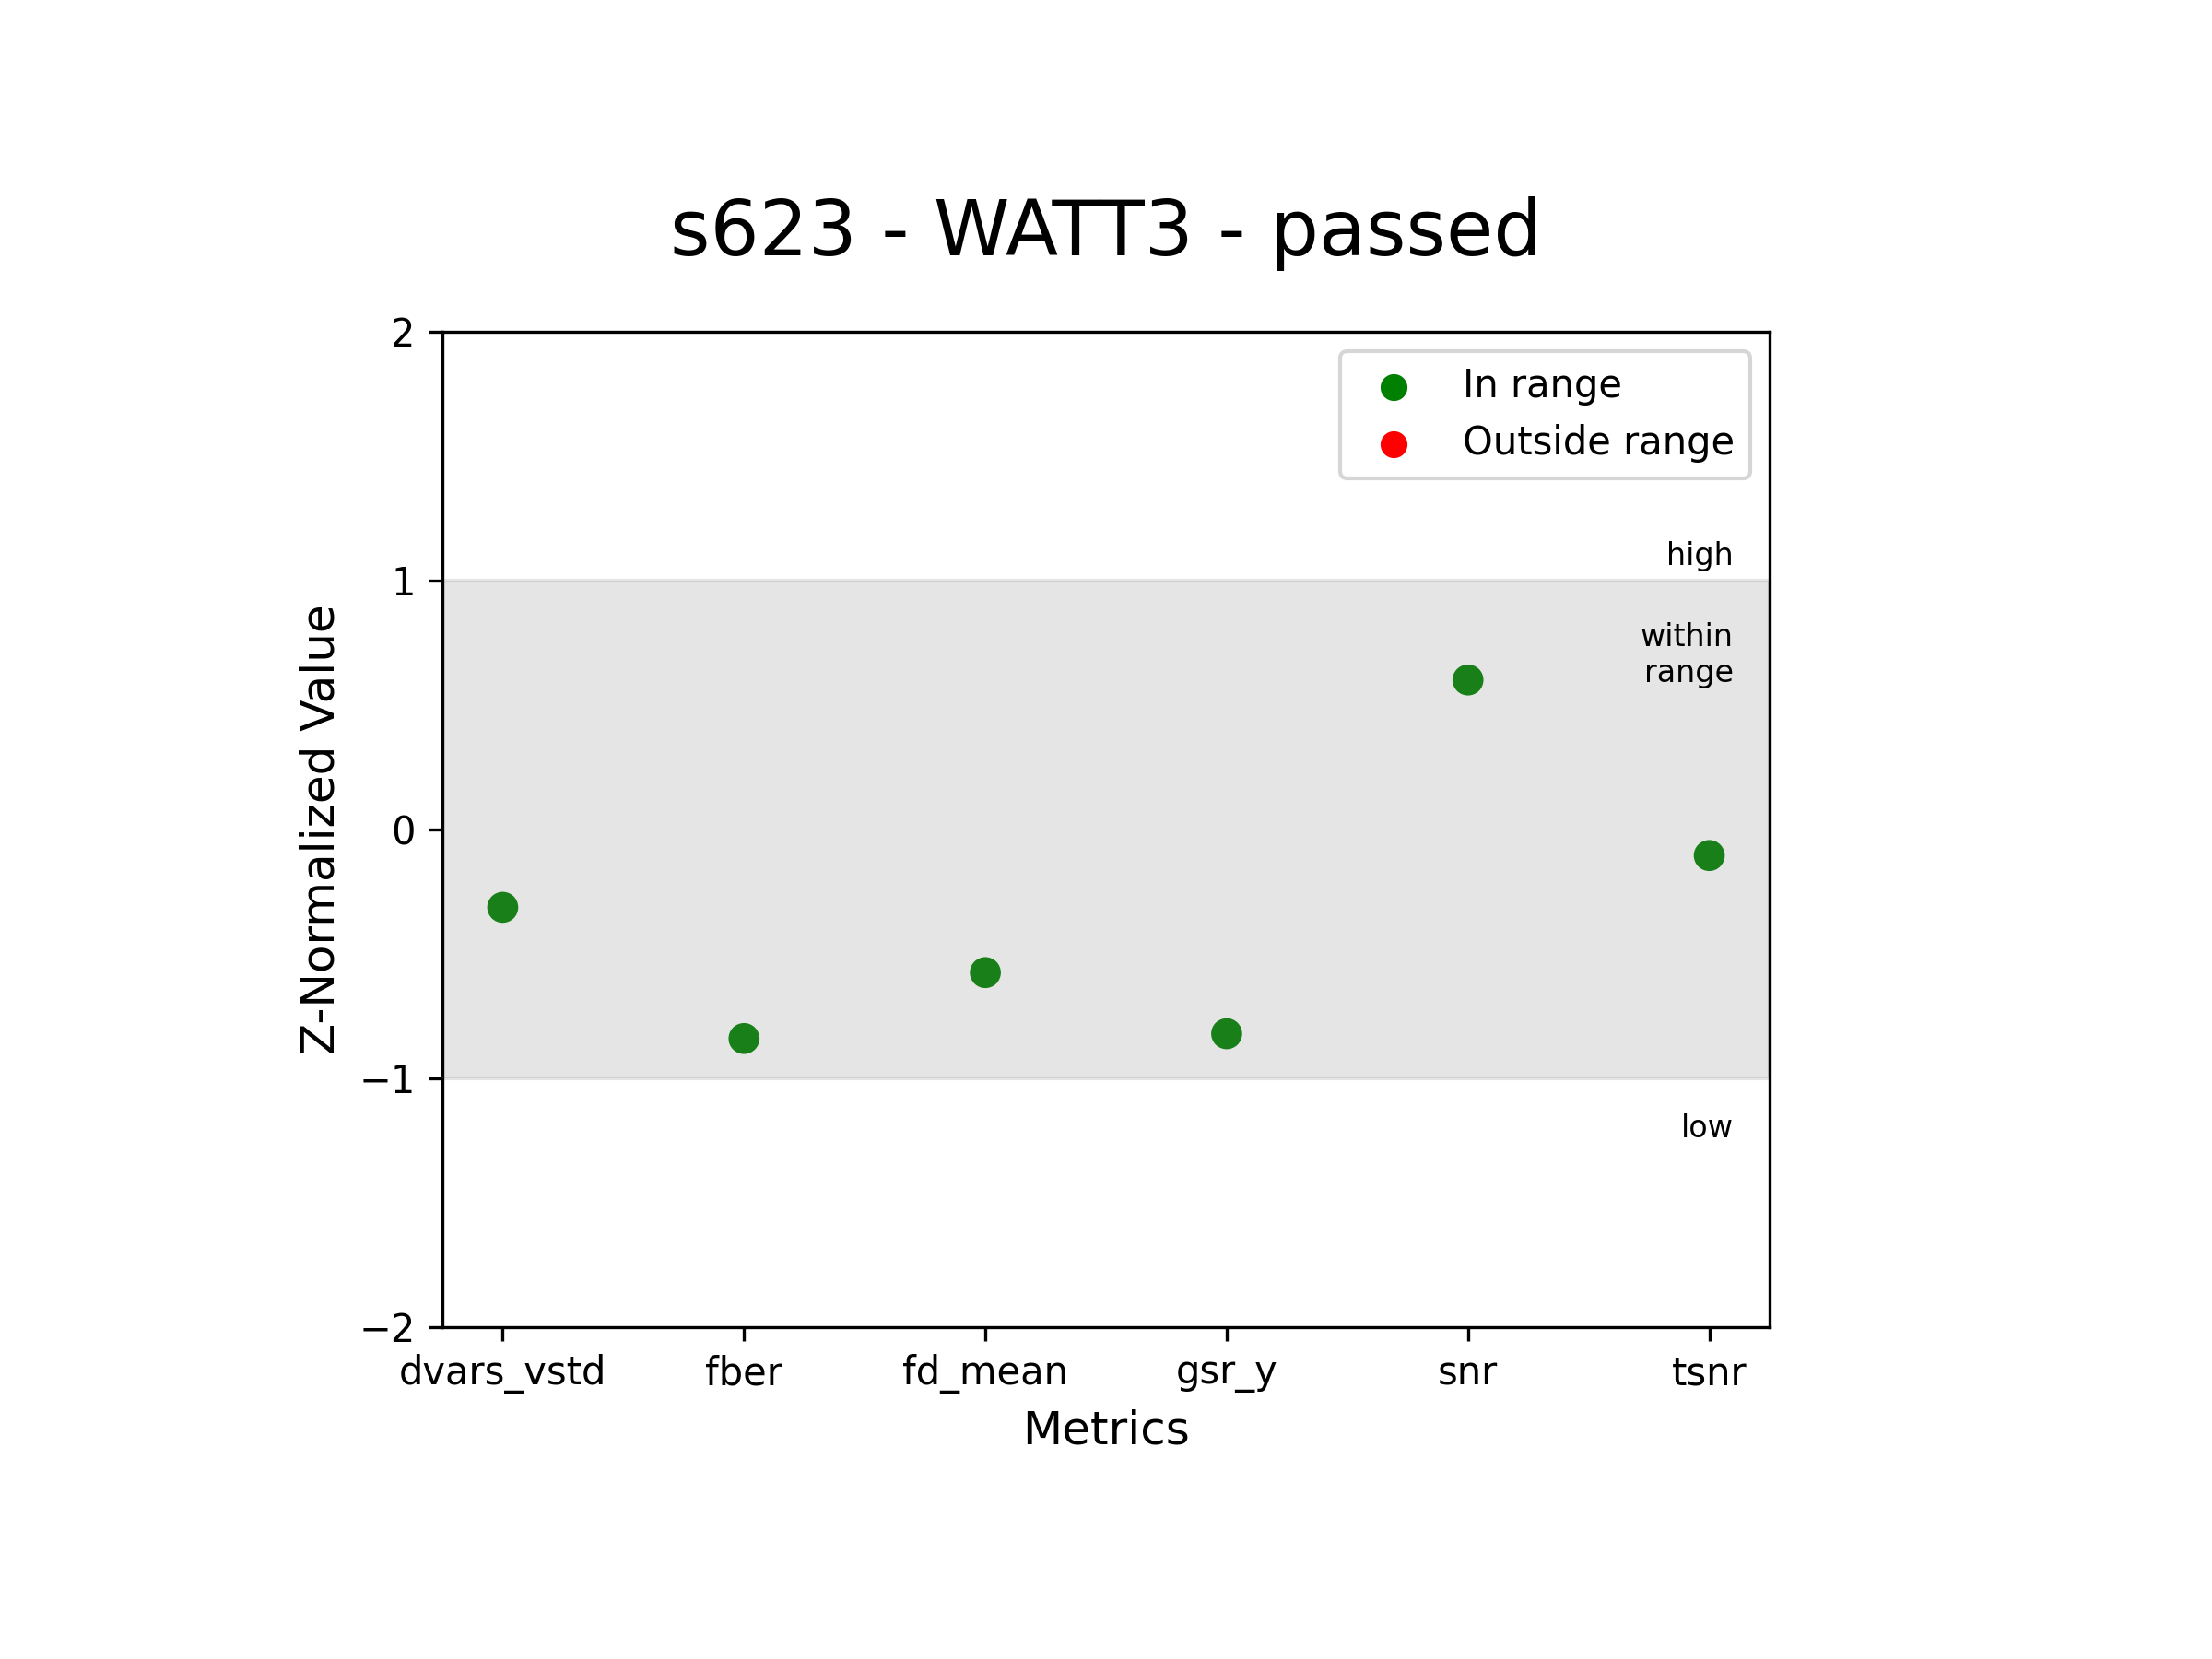 s623 - WATT3 - passed
2
In range
Outside range
high
1
within
range
0
−1
low
−2
Z-Normalized Value
dvars_vstd fber fd_mean gsr_y snr tsnr
Metrics